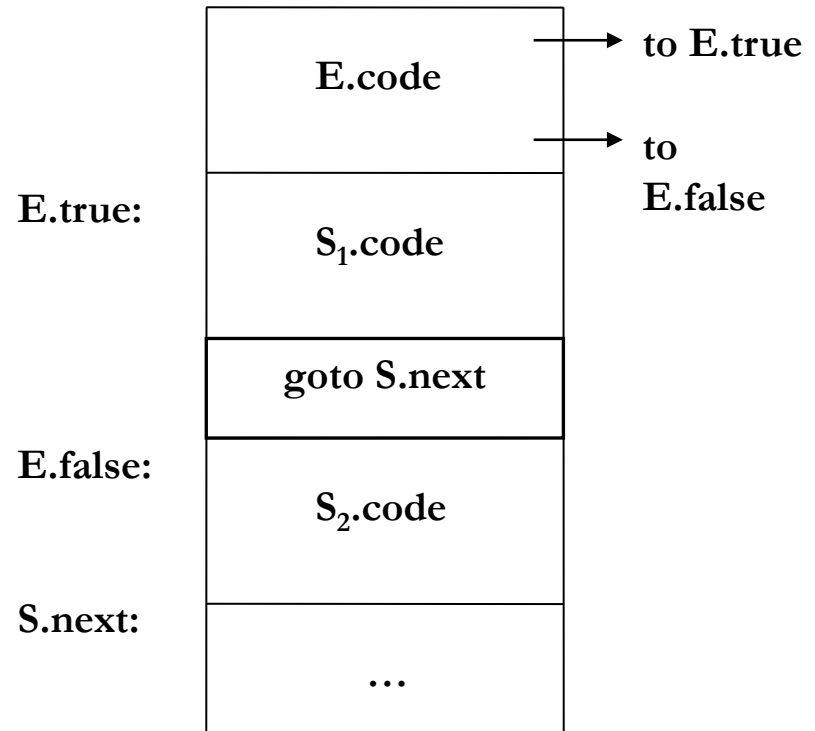 to E.true
E.code
to
E.false
E.true:
S₁.code
goto S.next
E.false:
S₂.code
S.next:
…